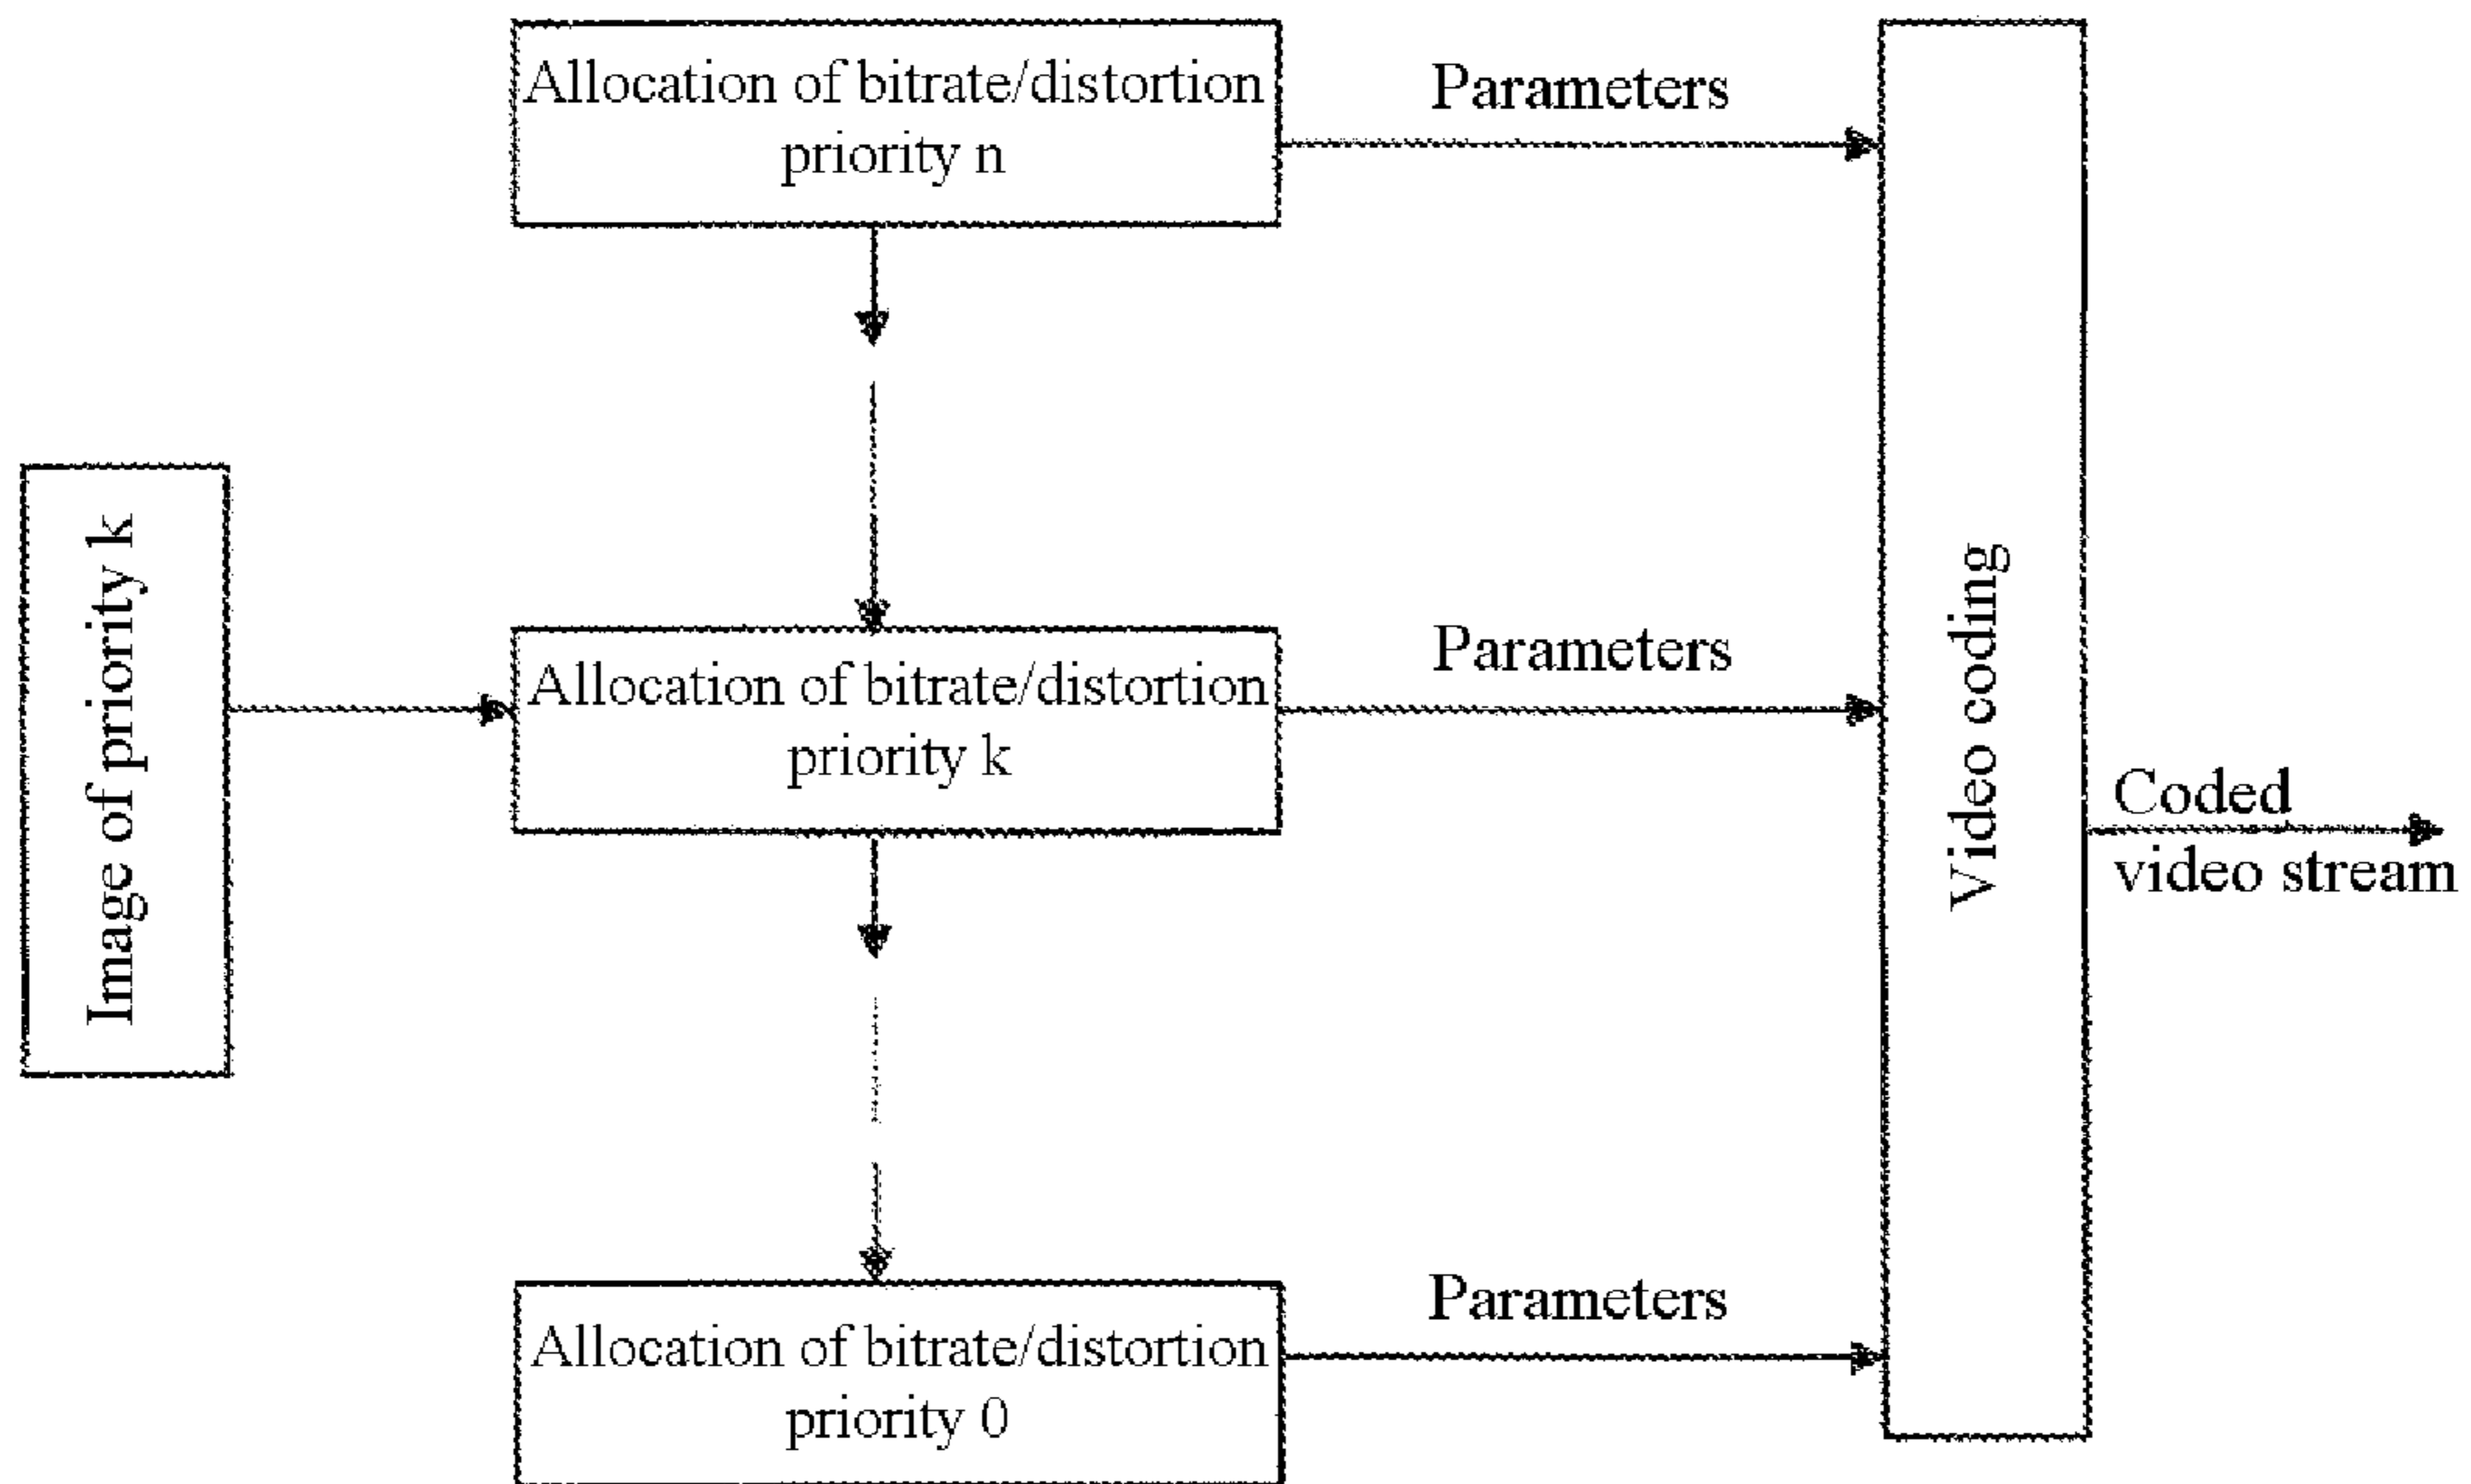 Allocation of bitrate/distortion
priority n
Parameters
Image of priority k
Allocation of bitrate/distortion
priority k
Parameters
Video coding
Coded
video stream
Allocation of bitrate/distortion
priority 0
Parameters